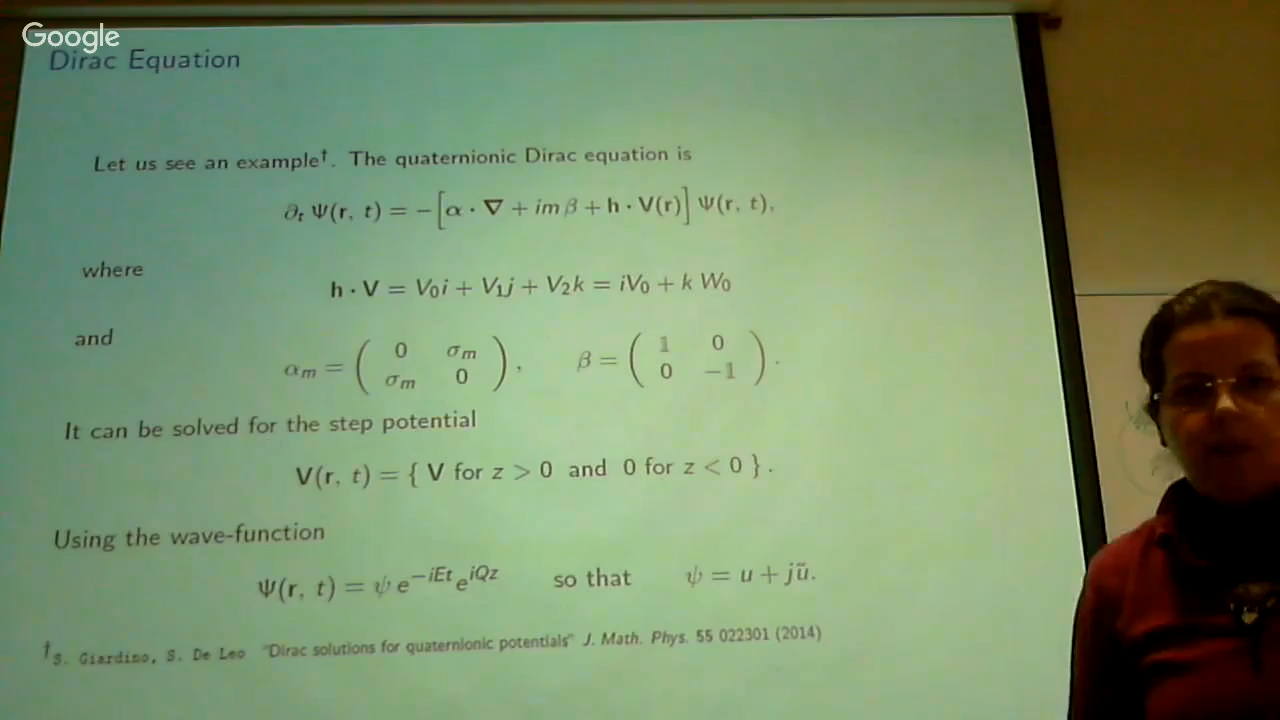 Google
Dirac Equation
Let us see an example†. The quaternionic Dirac equation is
∂ₜ Ψ(r, t) = −[α · ∇ + imβ + h · V(r)] Ψ(r, t),
where
h · V = V₀i + V₁j + V₂k = iV₀ + k W₀
and
αₘ = ( 0 σₘ ; σₘ 0 ), β = ( 1 0 ; 0 −1 ).
It can be solved for the step potential
V(r, t) = { V for z > 0 and 0 for z < 0 }.
Using the wave-function
Ψ(r, t) = ψ e^{−iEt} e^{iQz} so that ψ = u + jũ.
† S. Giardino, S. De Leo "Dirac solutions for quaternionic potentials" J. Math. Phys. 55 022301 (2014)